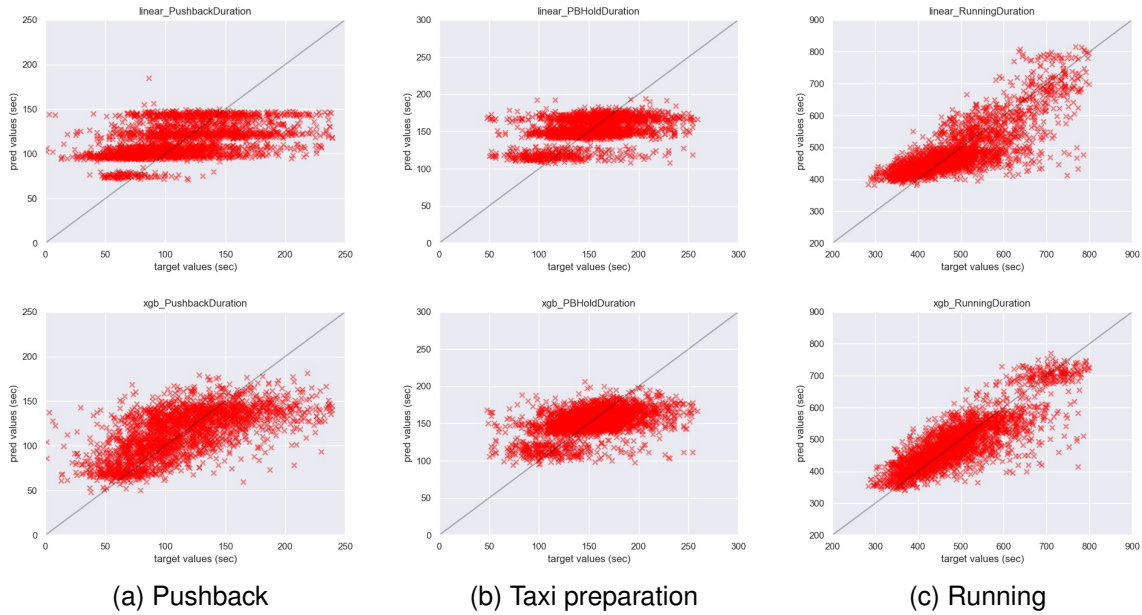 linear_PushbackDuration
250
200
150
100
50
0
pred values (sec)
0 50 100 150 200 250
target values (sec)
linear_PBHoldDuration
300
250
200
150
100
50
0
pred values (sec)
0 50 100 150 200 250 300
target values (sec)
linear_RunningDuration
900
800
700
600
500
400
300
200
pred values (sec)
200 300 400 500 600 700 800 900
target values (sec)
xgb_PushbackDuration
250
200
150
100
50
0
pred values (sec)
0 50 100 150 200 250
target values (sec)
xgb_PBHoldDuration
300
250
200
150
100
50
0
pred values (sec)
0 50 100 150 200 250 300
target values (sec)
xgb_RunningDuration
900
800
700
600
500
400
300
200
pred values (sec)
200 300 400 500 600 700 800 900
target values (sec)
(a) Pushback
(b) Taxi preparation
(c) Running